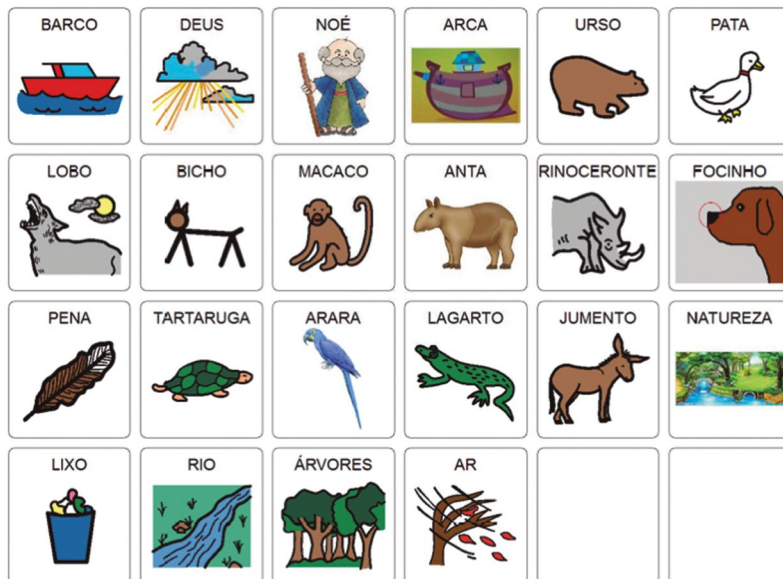 BARCO DEUS NOÉ ARCA URSO PATA
LOBO BICHO MACACO ANTA RINOCERONTE FOCINHO
PENA TARTARUGA ARARA LAGARTO JUMENTO NATUREZA
LIXO RIO ÁRVORES AR